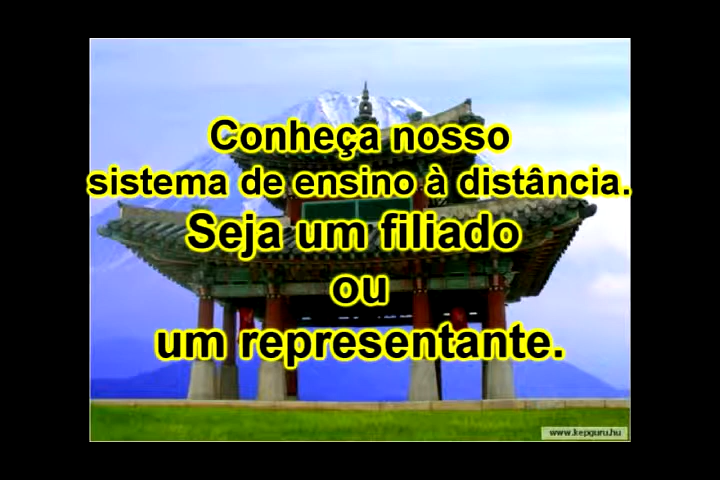 Conheça nosso
sistema de ensino à distância.
Seja um filiado
ou
um representante.
www.kepguru.hu